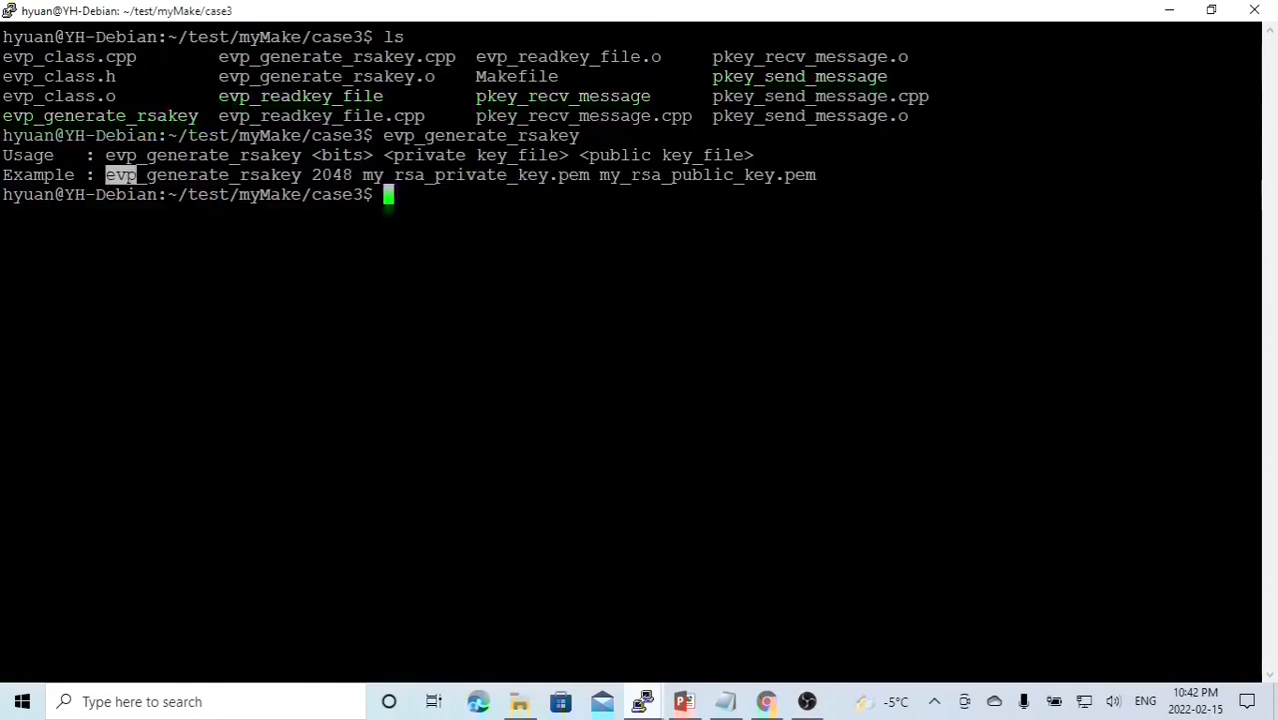 hyuan@YH-Debian: ~/test/myMake/case3
hyuan@YH-Debian:~/test/myMake/case3$ ls
evp_class.cpp evp_generate_rsakey.cpp evp_readkey_file.o pkey_recv_message.o
evp_class.h evp_generate_rsakey.o Makefile pkey_send_message
evp_class.o evp_readkey_file pkey_recv_message pkey_send_message.cpp
evp_generate_rsakey evp_readkey_file.cpp pkey_recv_message.cpp pkey_send_message.o
hyuan@YH-Debian:~/test/myMake/case3$ evp_generate_rsakey
Usage : evp_generate_rsakey <bits> <private key_file> <public key_file>
Example : evp_generate_rsakey 2048 my_rsa_private_key.pem my_rsa_public_key.pem
hyuan@YH-Debian:~/test/myMake/case3$
Type here to search
-5°C
ENG
10:42 PM
2022-02-15